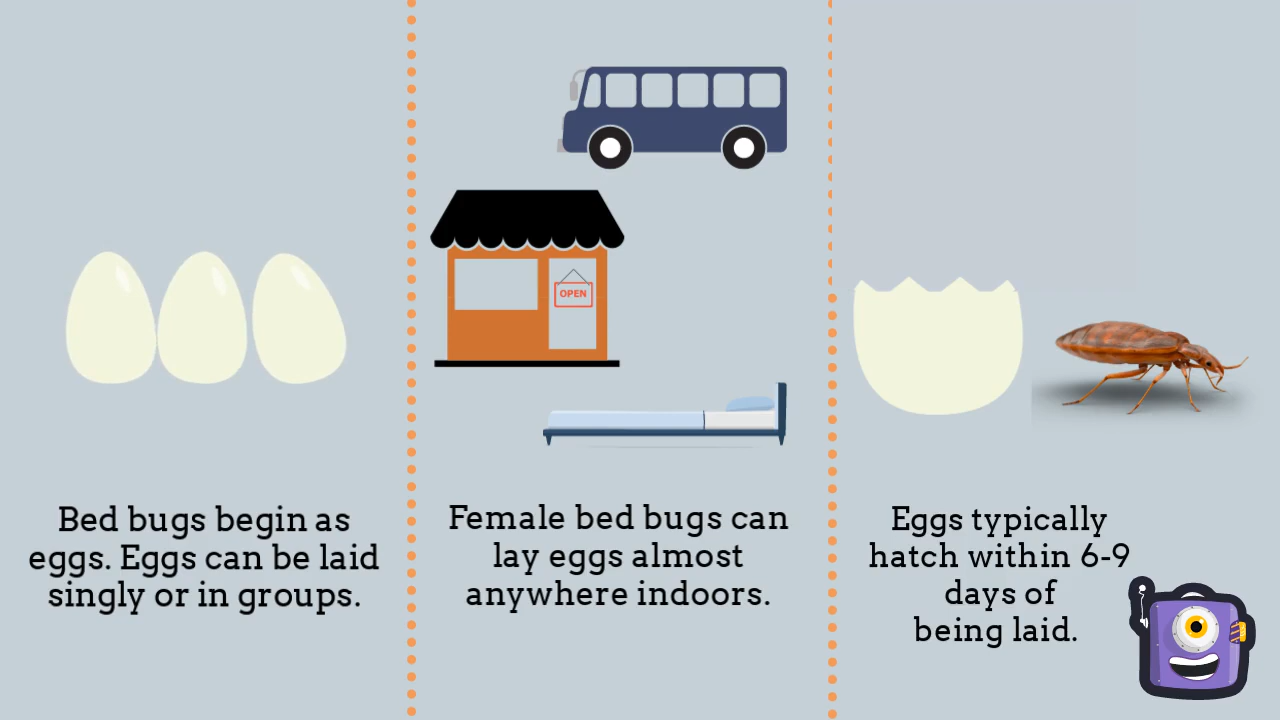 OPEN
Bed bugs begin as
eggs. Eggs can be laid
singly or in groups.
Female bed bugs can
lay eggs almost
anywhere indoors.
Eggs typically
hatch within 6-9
days of
being laid.